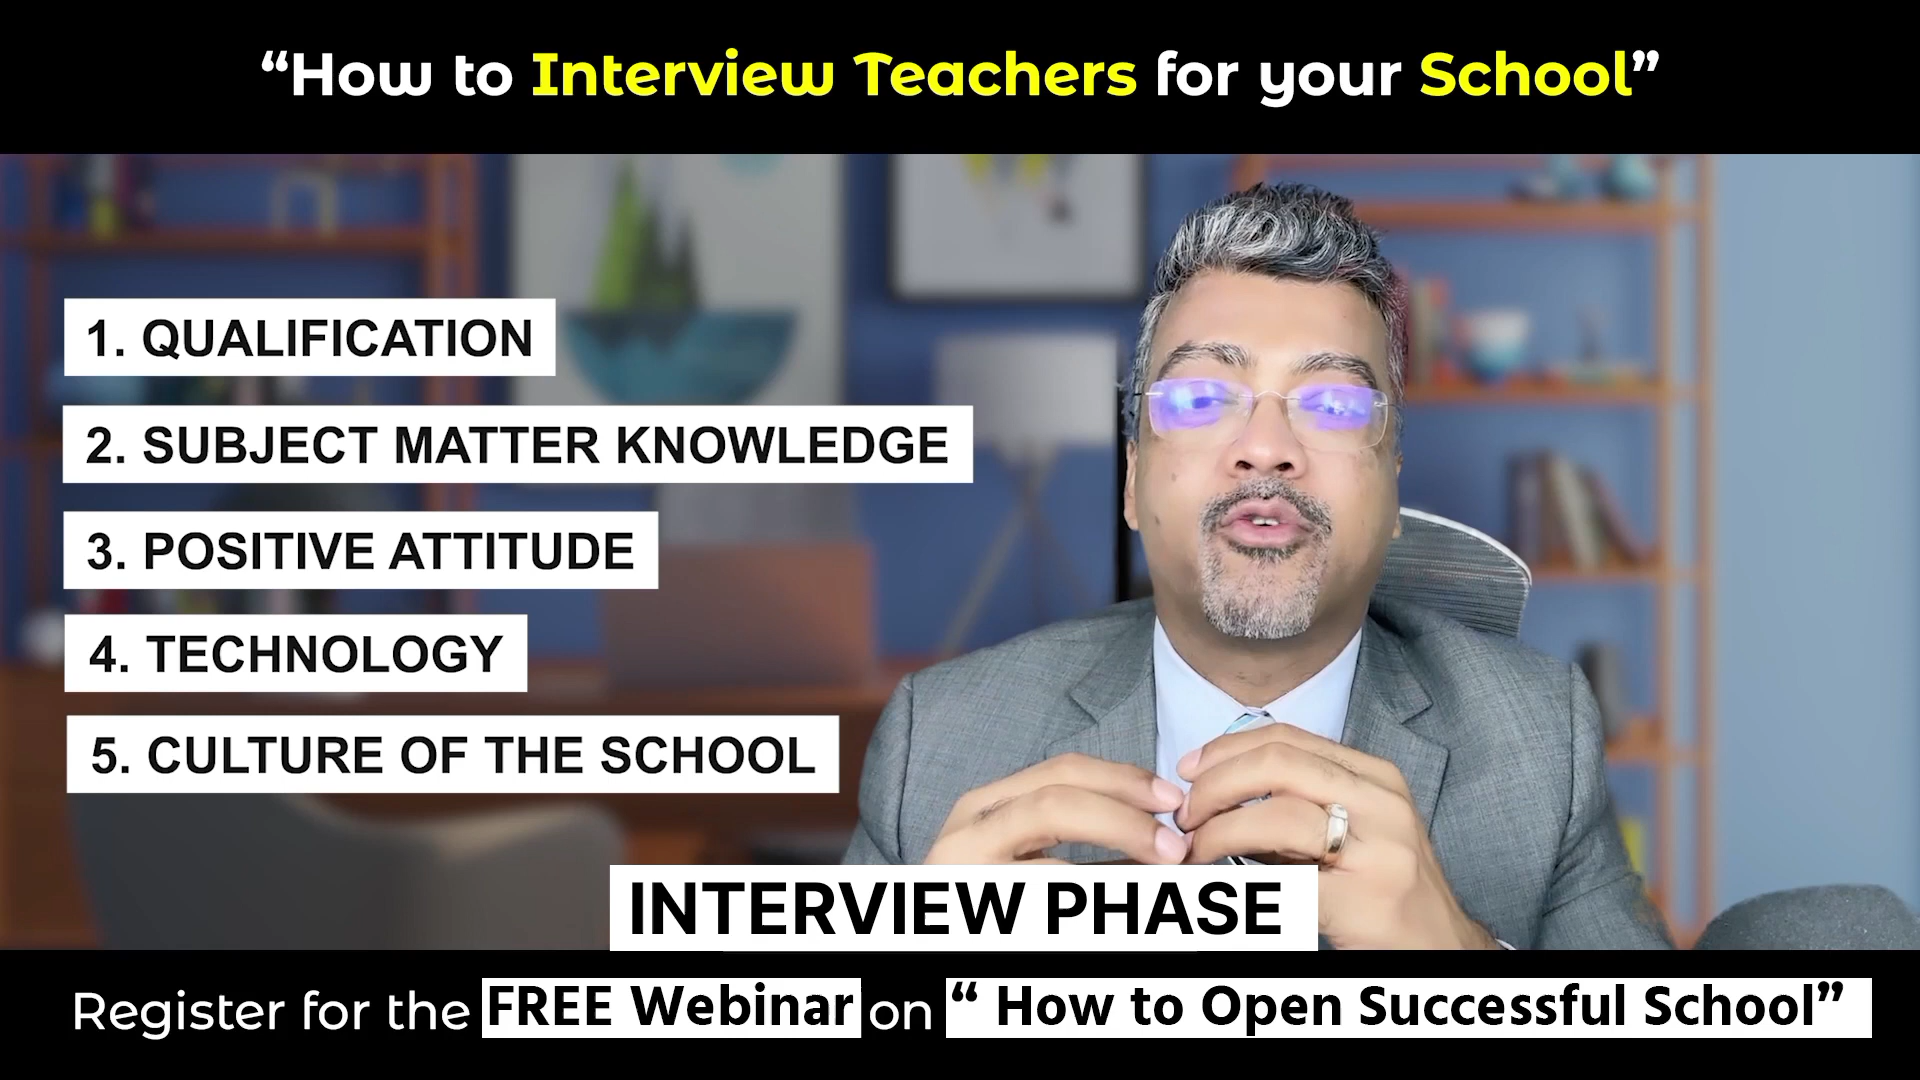 “How to Interview Teachers for your School”
1. QUALIFICATION
2. SUBJECT MATTER KNOWLEDGE
3. POSITIVE ATTITUDE
4. TECHNOLOGY
5. CULTURE OF THE SCHOOL
INTERVIEW PHASE
Register for the FREE Webinar on “ How to Open Successful School”